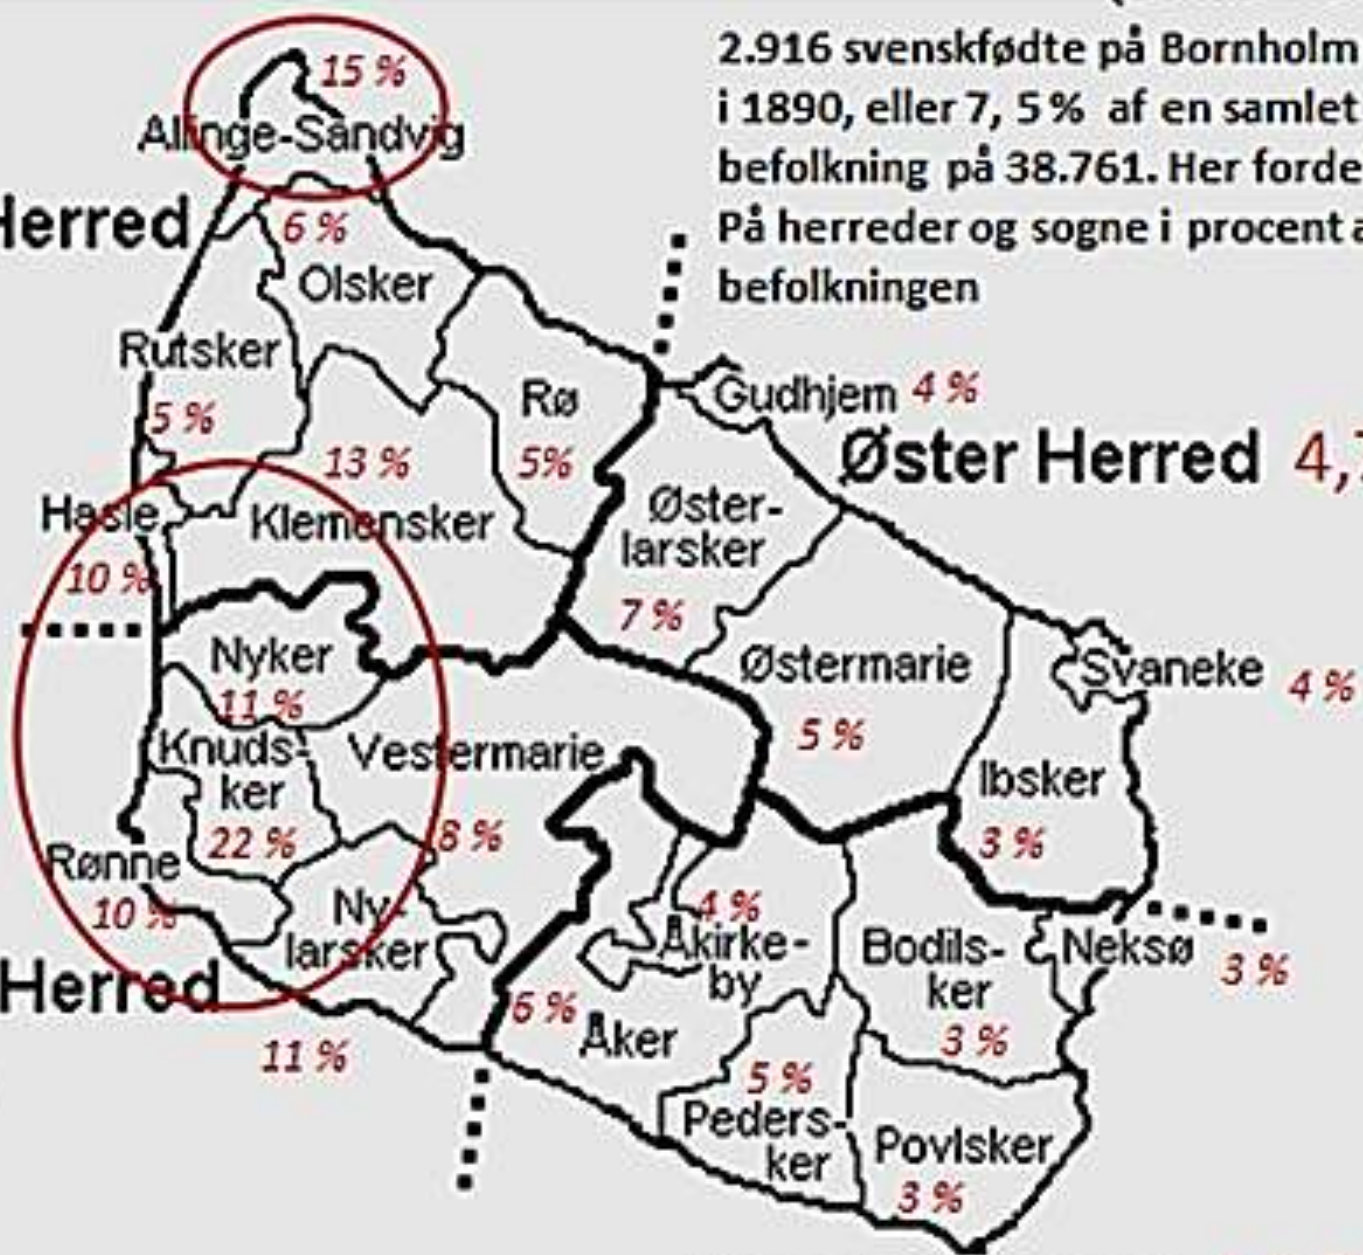 2.916 svenskfødte på Bornholm
i 1890, eller 7, 5 % af en samlet
befolkning på 38.761. Her forde
På herreder og sogne i procent a
befolkningen
15 %
Allinge-Sandvig
Herred
6 %
Olsker
Rutsker
5 %
Rø
5%
Gudhjem 4 %
Øster Herred 4,
13 %
Klemensker
Hasle
10 %
Øster-
larsker
7 %
Østermarie
5 %
Svaneke 4 %
Ibsker
3 %
Nyker
11 %
Knuds-
ker
22 %
Vestermarie
8 %
Rønne
10 %
Ny-
larsker
Herred
11 %
4 %
Åkirke-
by
6 %
Åker
Bodils-
ker
3 %
Neksø
3 %
5 %
Peders-
ker
Povlsker
3 %